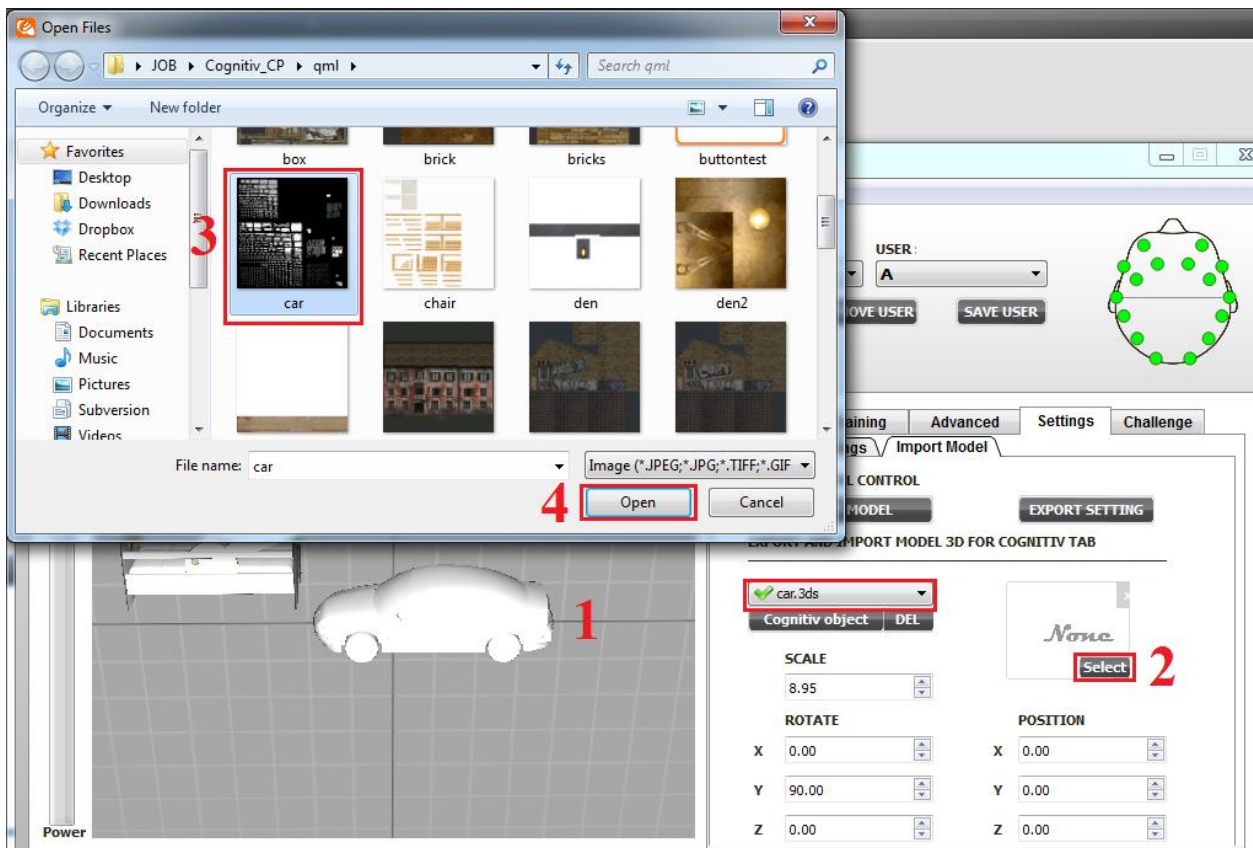 Open Files
JOB Cognitiv_CP qml
Search qml
Organize New folder
Favorites
Desktop
Downloads
Dropbox
Recent Places
Libraries
Documents
Music
Pictures
Subversion
Videos
box brick bricks buttontest
3
car chair den den2
File name: car
Image (*.JPEG;*.JPG;*.TIFF;*.GIF
4 Open Cancel
USER :
A
OVE USER SAVE USER
aining Advanced Settings Challenge
ngs Import Model
L CONTROL
MODEL EXPORT SETTING
EXPORT AND IMPORT MODEL 3D FOR COGNITIV TAB
car.3ds
Cognitiv object DEL
None
Select 2
1
SCALE
8.95
ROTATE POSITION
X 0.00 X 0.00
Y 90.00 Y 0.00
Z 0.00 Z 0.00
Power